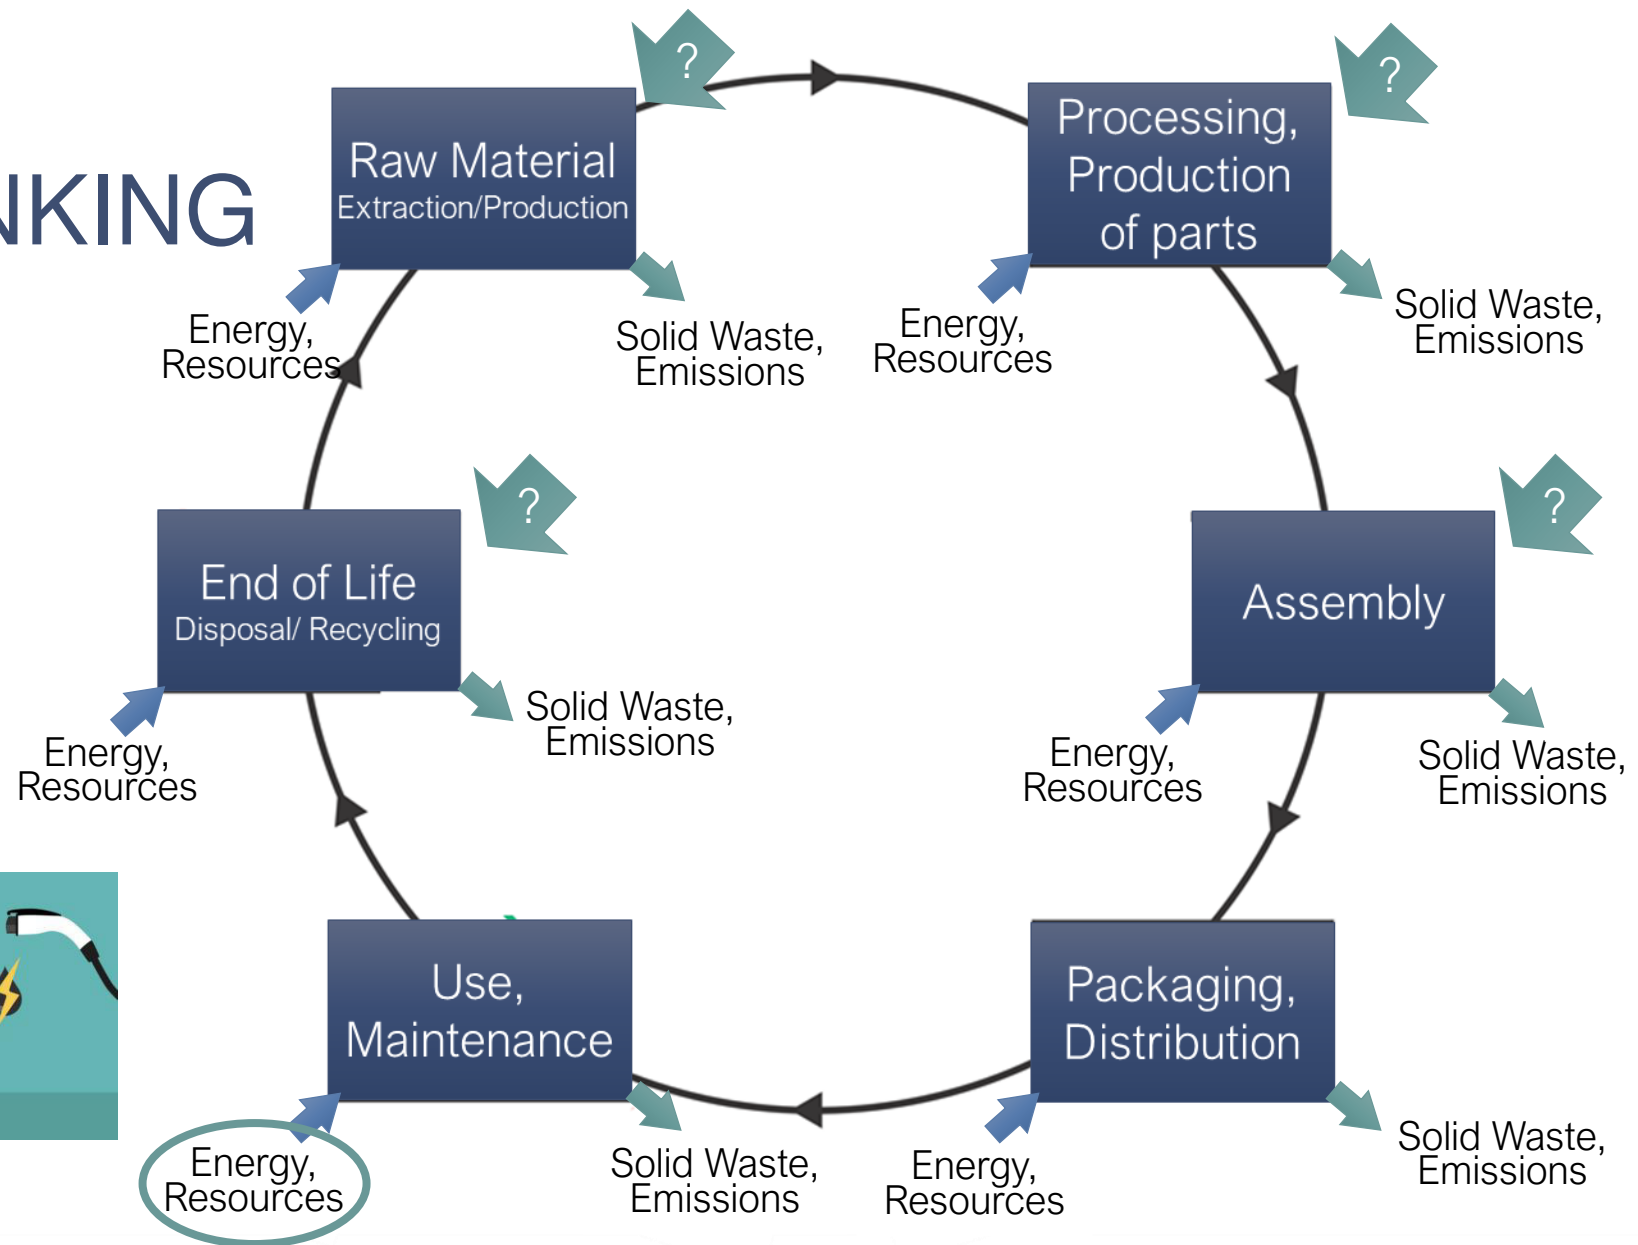 NKING
?
Raw Material
Extraction/Production
Energy,
Resources
Solid Waste,
Emissions
?
Processing,
Production
of parts
Energy,
Resources
Solid Waste,
Emissions
?
End of Life
Disposal/ Recycling
Energy,
Resources
Solid Waste,
Emissions
?
Assembly
Energy,
Resources
Solid Waste,
Emissions
Use,
Maintenance
Energy,
Resources
Solid Waste,
Emissions
Packaging,
Distribution
Energy,
Resources
Solid Waste,
Emissions